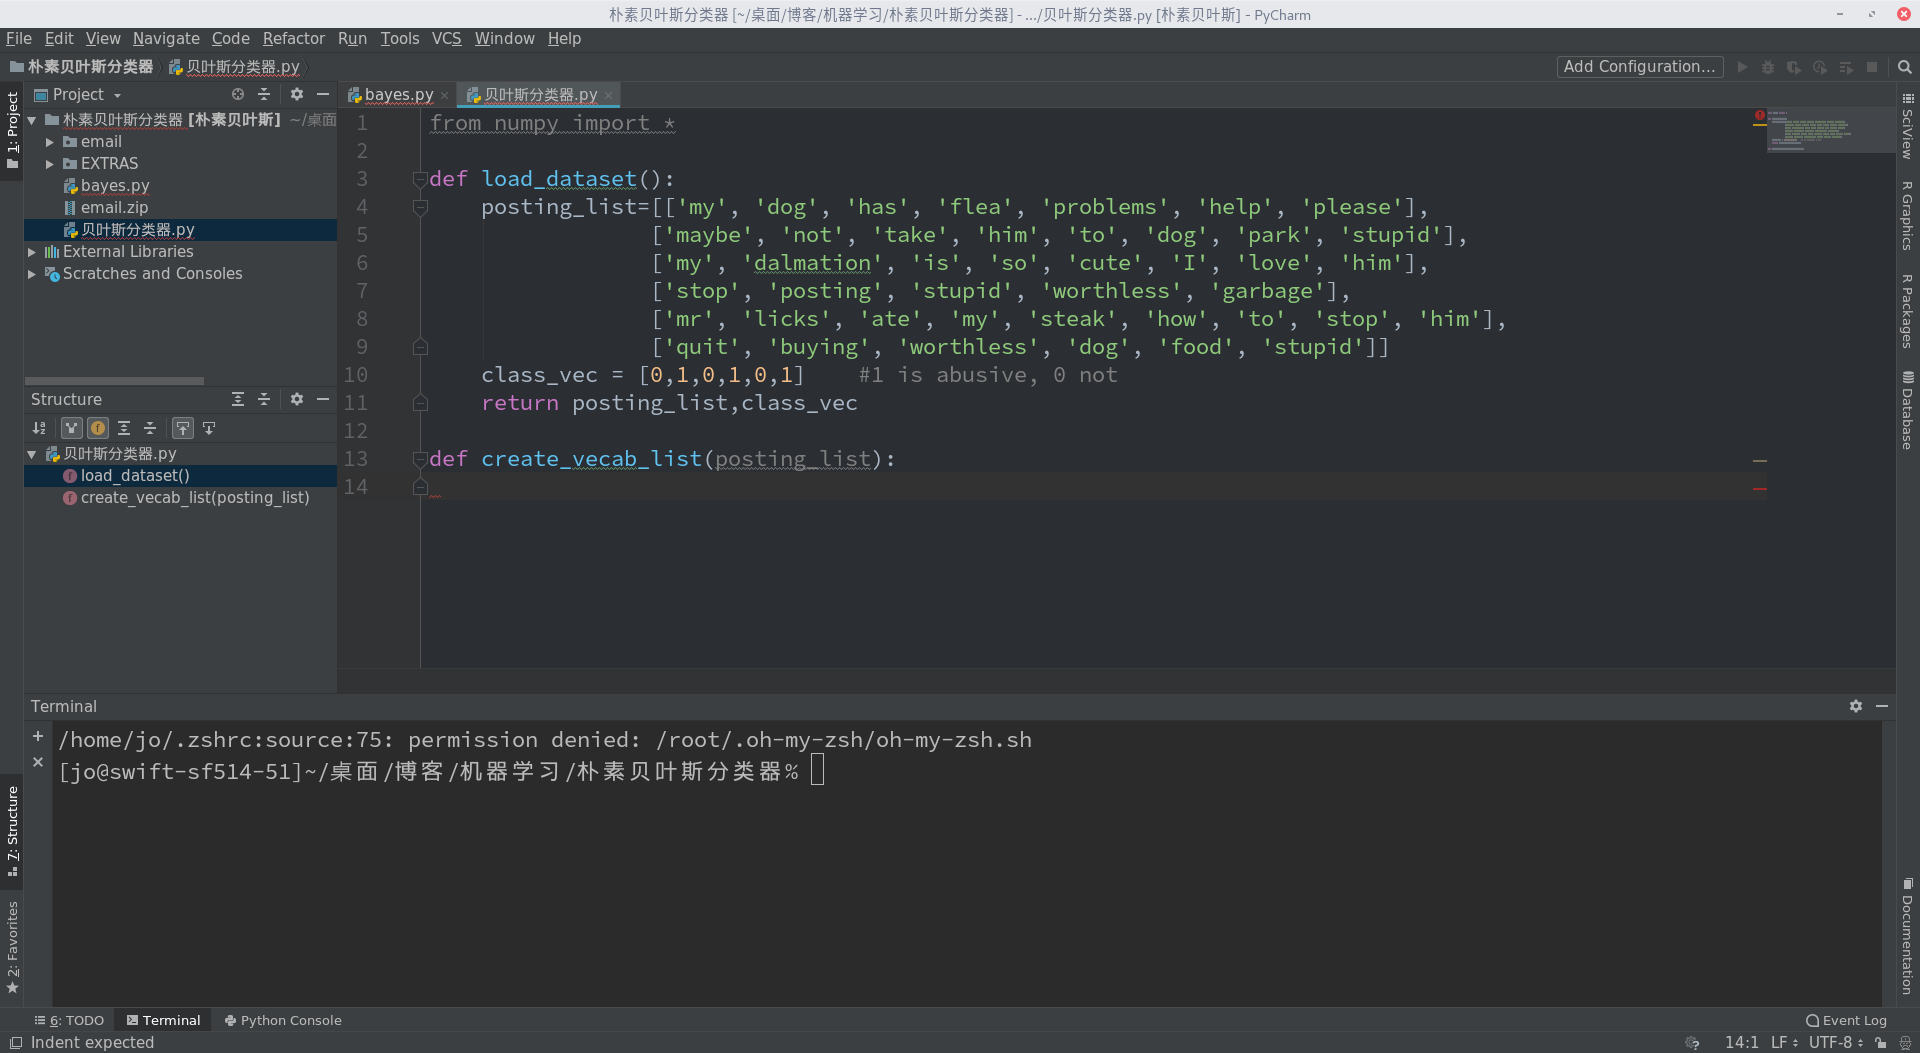 朴素贝叶斯分类器 [~/桌面/博客/机器学习/朴素贝叶斯分类器] - .../贝叶斯分类器.py [朴素贝叶斯] - PyCharm
File Edit View Navigate Code Refactor Run Tools VCS Window Help
朴素贝叶斯分类器 贝叶斯分类器.py
Add Configuration...
1: Project
Project
朴素贝叶斯分类器 [朴素贝叶斯] ~/桌面
email
EXTRAS
bayes.py
email.zip
贝叶斯分类器.py
External Libraries
Scratches and Consoles
Structure
贝叶斯分类器.py
load_dataset()
create_vecab_list(posting_list)
bayes.py 贝叶斯分类器.py
1 from numpy import *
2
3 def load_dataset():
4 posting_list=[['my', 'dog', 'has', 'flea', 'problems', 'help', 'please'],
5 ['maybe', 'not', 'take', 'him', 'to', 'dog', 'park', 'stupid'],
6 ['my', 'dalmation', 'is', 'so', 'cute', 'I', 'love', 'him'],
7 ['stop', 'posting', 'stupid', 'worthless', 'garbage'],
8 ['mr', 'licks', 'ate', 'my', 'steak', 'how', 'to', 'stop', 'him'],
9 ['quit', 'buying', 'worthless', 'dog', 'food', 'stupid']]
10 class_vec = [0,1,0,1,0,1] #1 is abusive, 0 not
11 return posting_list,class_vec
12
13 def create_vecab_list(posting_list):
14
SciView
R Graphics
R Packages
Database
Documentation
Terminal
/home/jo/.zshrc:source:75: permission denied: /root/.oh-my-zsh/oh-my-zsh.sh
[jo@swift-sf514-51]~/桌面/博客/机器学习/朴素贝叶斯分类器%
7: Structure
2: Favorites
6: TODO Terminal Python Console Event Log
Indent expected 14:1 LF UTF-8